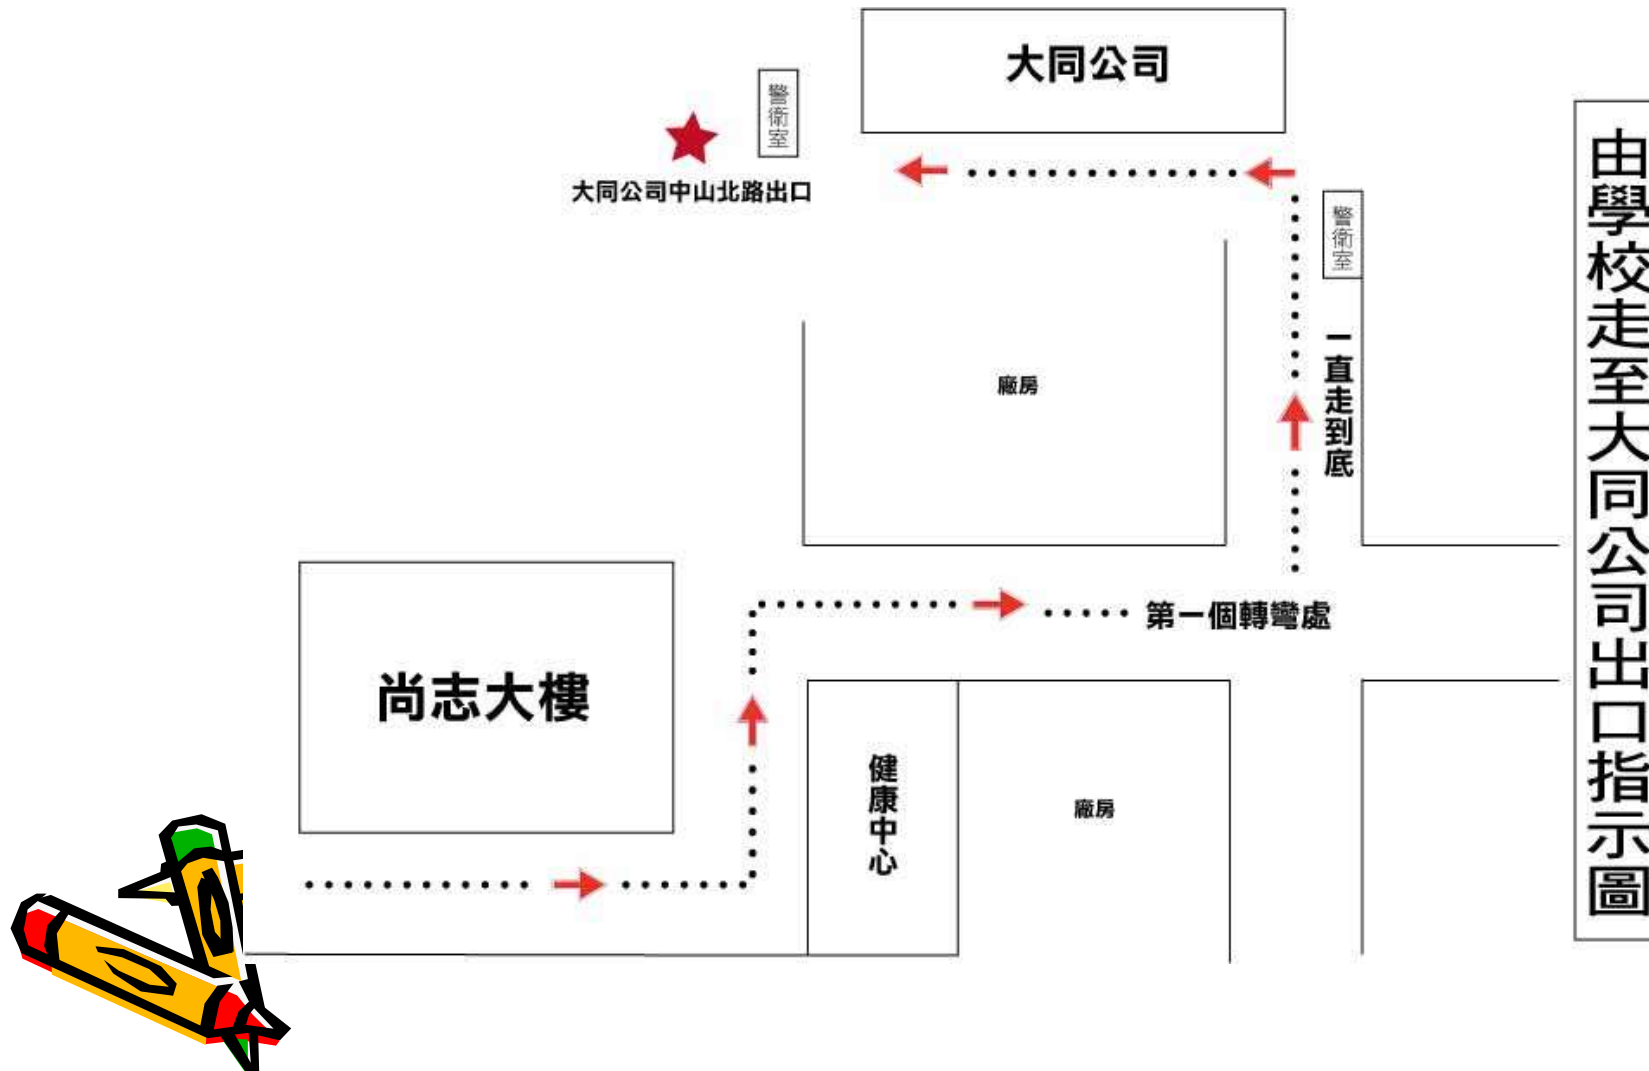 由學校走至大同公司出口指示圖
大同公司
警衛室
大同公司中山北路出口
警衛室
一直走到底
廠房
第一個轉彎處
尚志大樓
健康中心
廠房